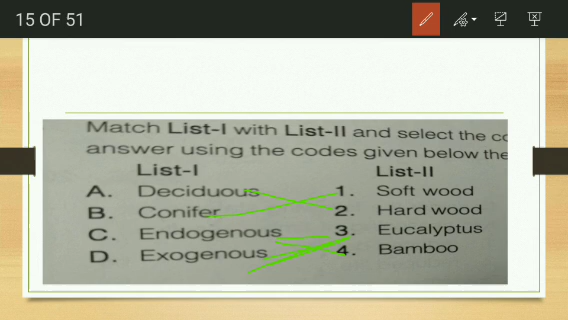 15 OF 51
Match List-I with List-II and select the
answer using the codes given below the
List-I List-II
A. Deciduous 1. Soft wood
B. Conifer 2. Hard wood
C. Endogenous 3. Eucalyptus
D. Exogenous 4. Bamboo